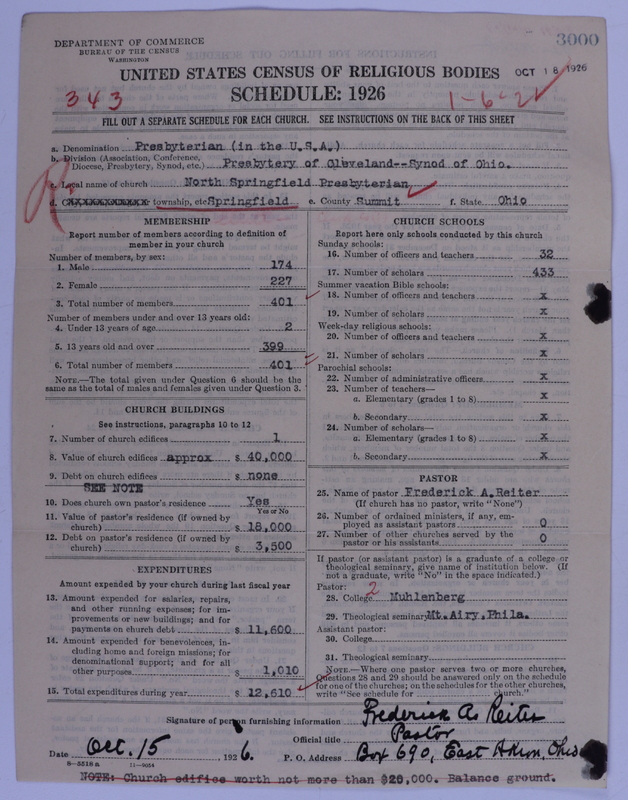 3000
DEPARTMENT OF COMMERCE
BUREAU OF THE CENSUS
WASHINGTON
UNITED STATES CENSUS OF RELIGIOUS BODIES
OCT 18 1926
343
SCHEDULE: 1926
1-6-2
FILL OUT A SEPARATE SCHEDULE FOR EACH CHURCH. SEE INSTRUCTIONS ON THE BACK OF THIS SHEET
a. Denomination Presbyterian (in the U.S.A.)
b. Division (Association, Conference, Diocese, Presbytery, Synod, etc.) Presbytery of Cleveland--Synod of Ohio.
c. Local name of church North Springfield Presbyterian
d. township, etc Springfield e. County Summit f. State Ohio
R
MEMBERSHIP
Report number of members according to definition of
member in your church
Number of members, by sex:
1. Male 174
2. Female 227
3. Total number of members 401
Number of members under and over 13 years old:
4. Under 13 years of age 2
5. 13 years old and over 399
6. Total number of members 401
NOTE.—The total given under Question 6 should be the
same as the total of males and females given under Question 3.
CHURCH BUILDINGS
See instructions, paragraphs 10 to 12
7. Number of church edifices 1
8. Value of church edifices approx $ 40,000
9. Debt on church edifices $ none
SEE NOTE
10. Does church own pastor's residence Yes
Yes or No
11. Value of pastor's residence (if owned by
church) $ 18,000
12. Debt on pastor's residence (if owned by
church) $ 3,500
EXPENDITURES
Amount expended by your church during last fiscal year
13. Amount expended for salaries, repairs,
and other running expenses; for im-
provements or new buildings; and for
payments on church debt $ 11,600
14. Amount expended for benevolences, in-
cluding home and foreign missions; for
denominational support; and for all
other purposes $ 1,010
15. Total expenditures during year $ 12,610
CHURCH SCHOOLS
Report here only schools conducted by this church
Sunday schools:
16. Number of officers and teachers 32
17. Number of scholars 433
Summer vacation Bible schools:
18. Number of officers and teachers x
19. Number of scholars x
Week-day religious schools:
20. Number of officers and teachers x
21. Number of scholars x
Parochial schools:
22. Number of administrative officers x
23. Number of teachers—
a. Elementary (grades 1 to 8) x
b. Secondary x
24. Number of scholars—
a. Elementary (grades 1 to 8) x
b. Secondary x
PASTOR
25. Name of pastor Frederick A. Reiter
(If church has no pastor, write "None")
26. Number of ordained ministers, if any, em-
ployed as assistant pastors 0
27. Number of other churches served by the
pastor or his assistants 0
If pastor (or assistant pastor) is a graduate of a college or
theological seminary, give name of institution below. (If
not a graduate, write "No" in the space indicated.)
Pastor: 2
28. College Muhlenberg
29. Theological seminary Mt. Airy, Phila.
Assistant pastor:
30. College
31. Theological seminary
NOTE.—Where one pastor serves two or more churches,
Questions 28 and 29 should be answered only on the schedule
for one of the churches; on the schedules for the other churches,
write "See schedule for church."
Signature of person furnishing information Frederick A. Reiter
Official title Pastor
Date Oct. 15 1926. P. O. Address Box 690, East Akron, Ohio
8—5518a 11—9054
NOTE: Church edifice worth not more than $20,000. Balance ground.